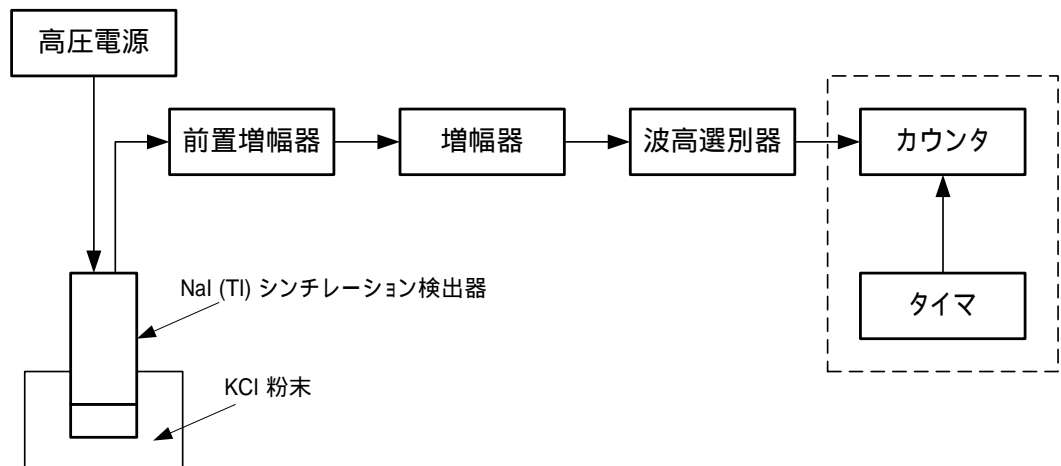 高圧電源
前置増幅器
増幅器
波高選別器
カウンタ
タイマ
NaI (Tl) シンチレーション検出器
KCl 粉末